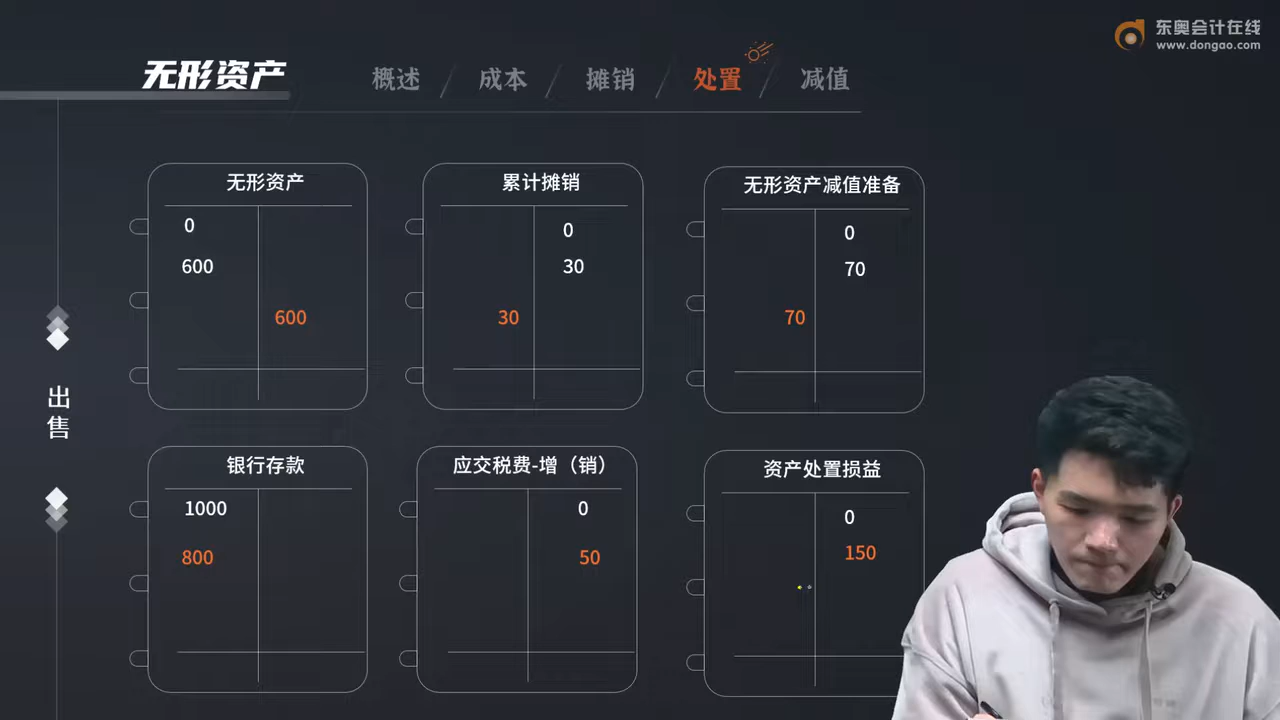 东奥会计在线
www.dongao.com
无形资产
概述 / 成本 / 摊销 / 处置 / 减值
出售
无形资产
0
600
600
累计摊销
0
30
30
无形资产减值准备
0
70
70
银行存款
1000
800
应交税费-增（销）
0
50
资产处置损益
0
150